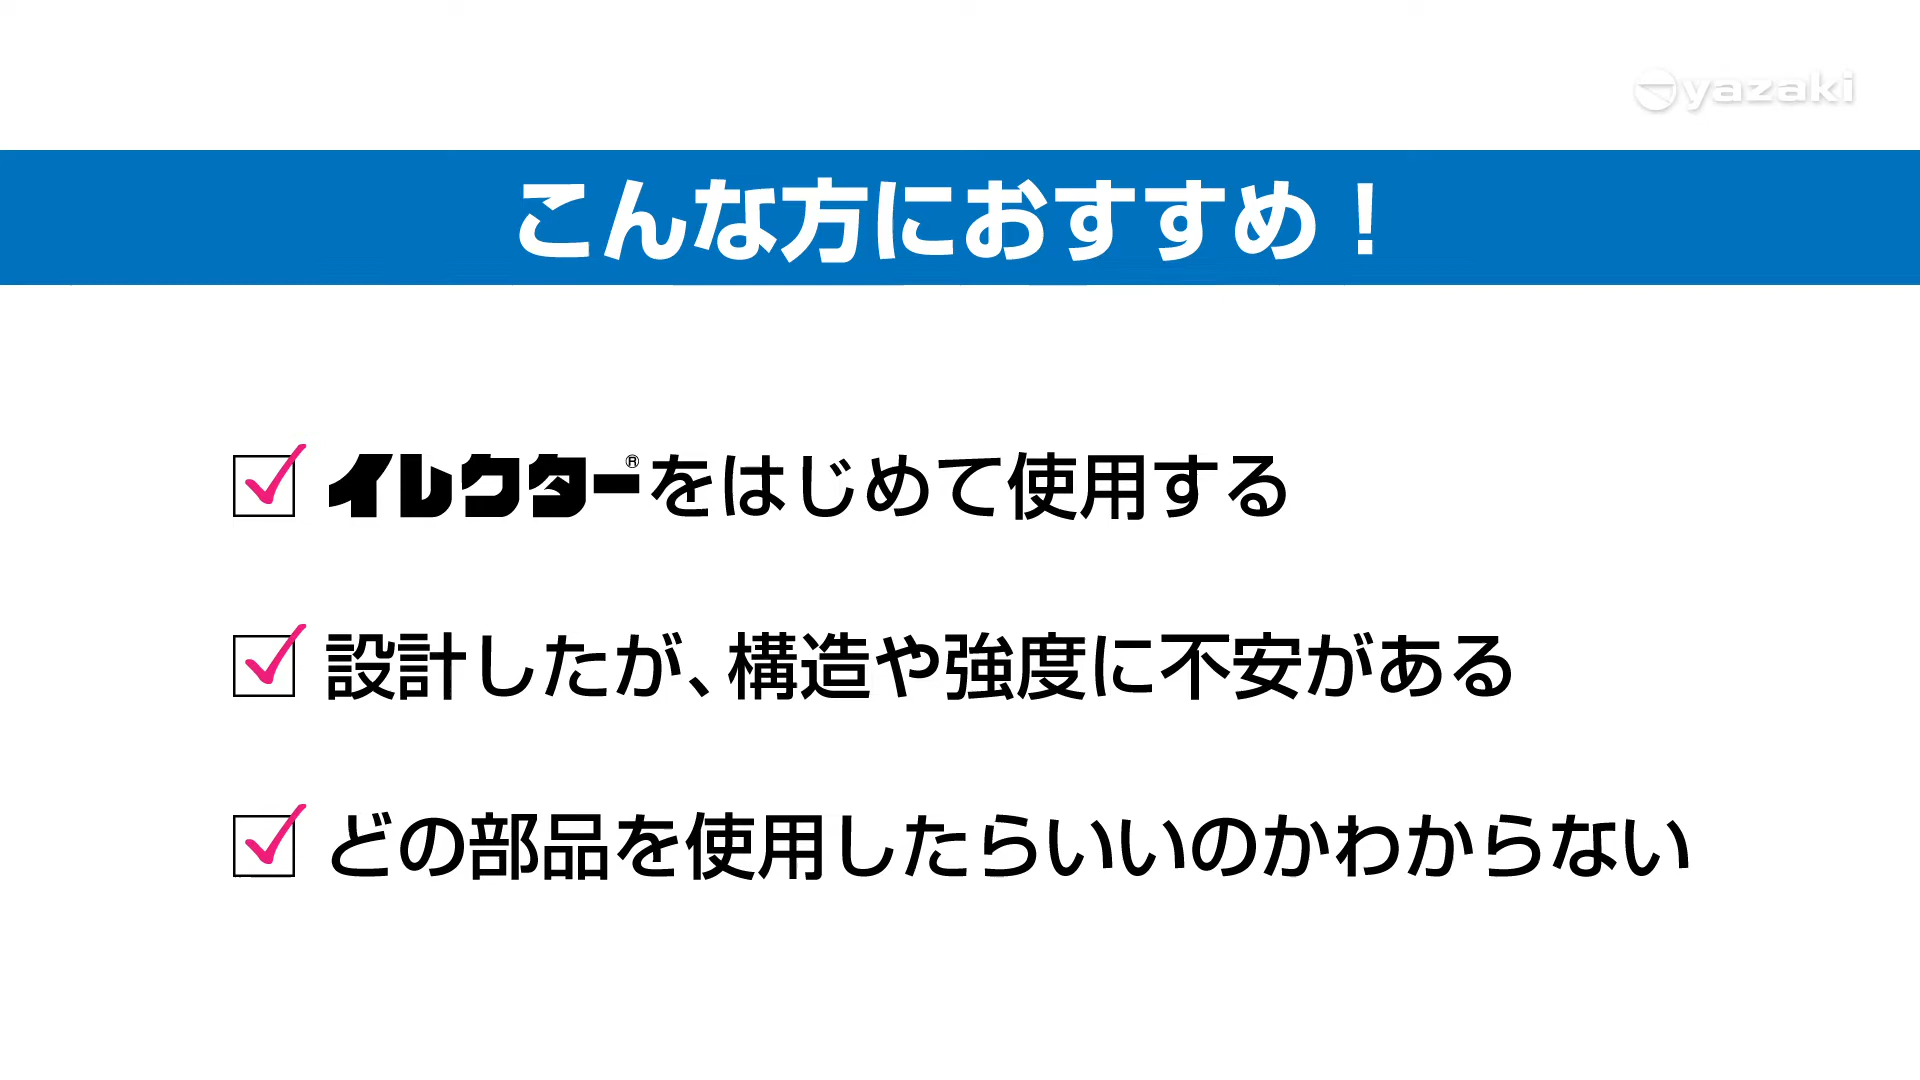 yazaki
こんな方におすすめ！
イレクター®をはじめて使用する
設計したが、構造や強度に不安がある
どの部品を使用したらいいのかわからない